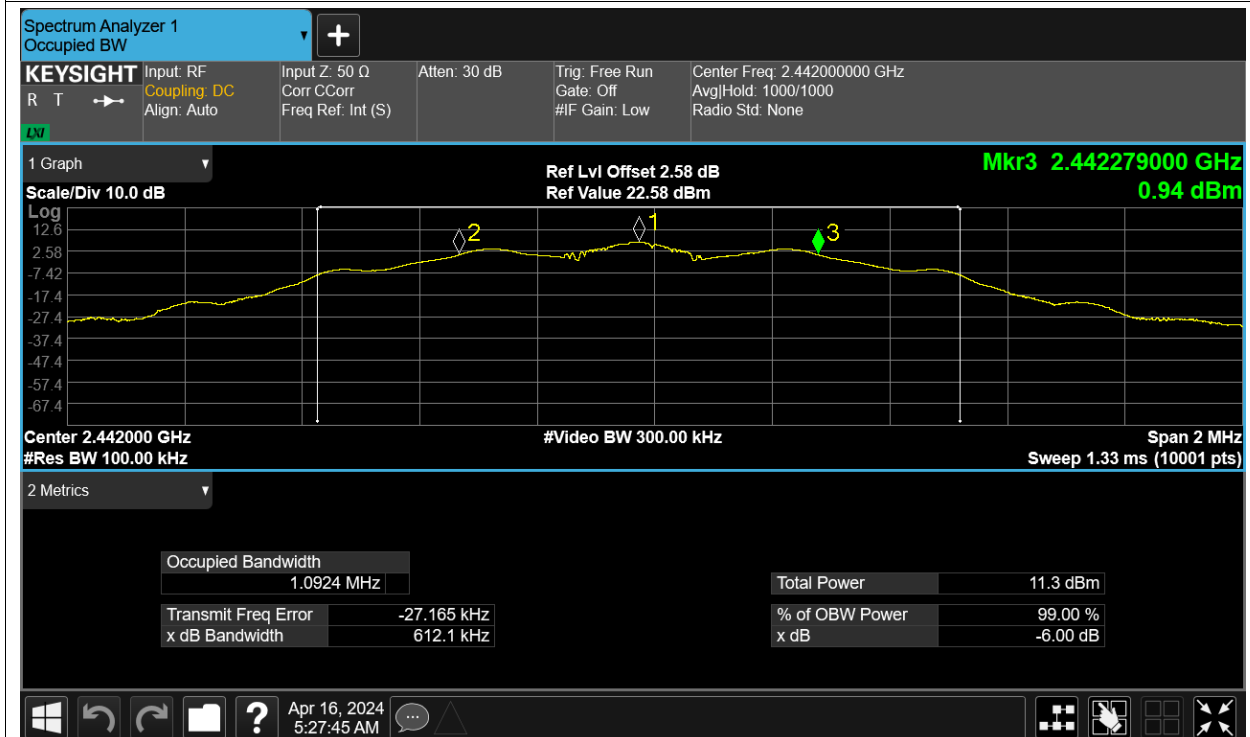 Spectrum Analyzer 1
Occupied BW
+
KEYSIGHT
R T
LXI
Input: RF
Coupling: DC
Align: Auto
Input Z: 50 Ω
Corr CCorr
Freq Ref: Int (S)
Atten: 30 dB
Trig: Free Run
Gate: Off
#IF Gain: Low
Center Freq: 2.442000000 GHz
Avg|Hold: 1000/1000
Radio Std: None
1 Graph
Scale/Div 10.0 dB
Ref Lvl Offset 2.58 dB
Ref Value 22.58 dBm
Mkr3 2.442279000 GHz
0.94 dBm
Log
12.6
2.58
-7.42
-17.4
-27.4
-37.4
-47.4
-57.4
-67.4
2
1
3
Center 2.442000 GHz
#Res BW 100.00 kHz
#Video BW 300.00 kHz
Span 2 MHz
Sweep 1.33 ms (10001 pts)
2 Metrics
Occupied Bandwidth
1.0924 MHz
Transmit Freq Error -27.165 kHz
x dB Bandwidth 612.1 kHz
Total Power 11.3 dBm
% of OBW Power 99.00 %
x dB -6.00 dB
?
Apr 16, 2024
5:27:45 AM